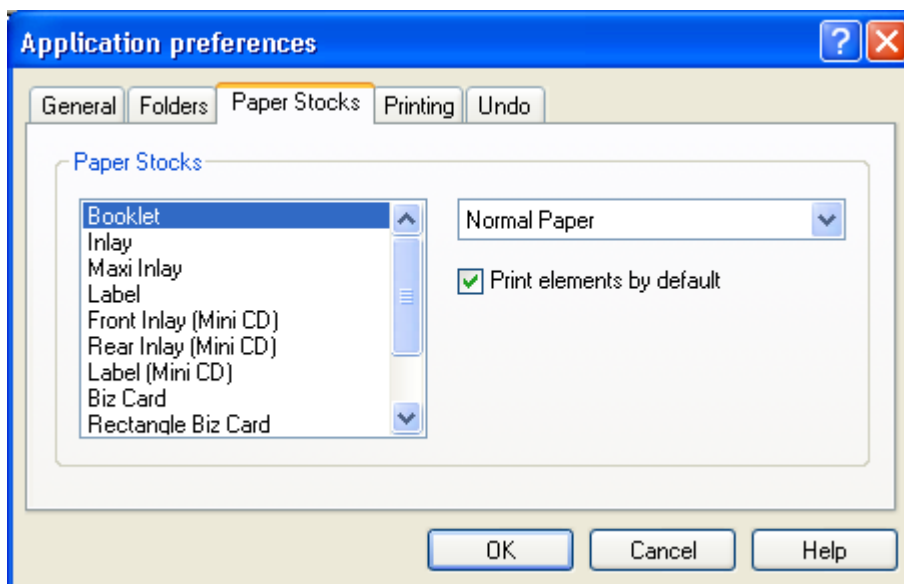 Application preferences
General Folders Paper Stocks Printing Undo
Paper Stocks
Booklet
Inlay
Maxi Inlay
Label
Front Inlay (Mini CD)
Rear Inlay (Mini CD)
Label (Mini CD)
Biz Card
Rectangle Biz Card
Normal Paper
Print elements by default
OK Cancel Help